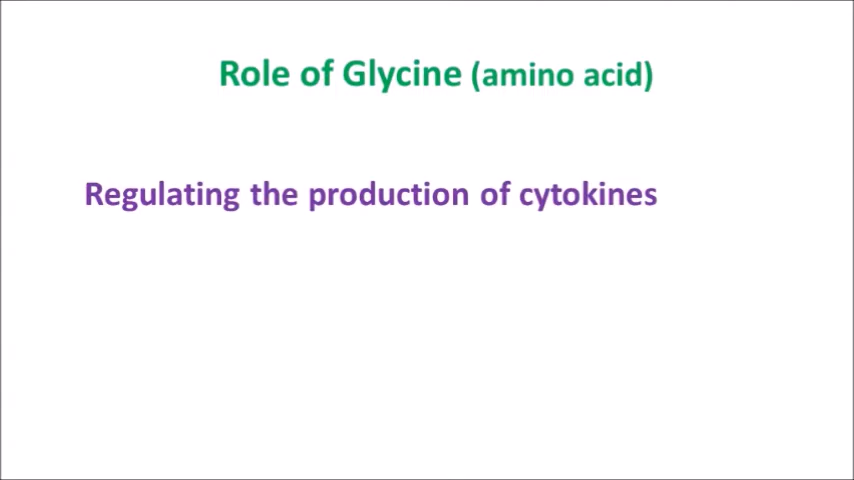 Role of Glycine (amino acid)
Regulating the production of cytokines